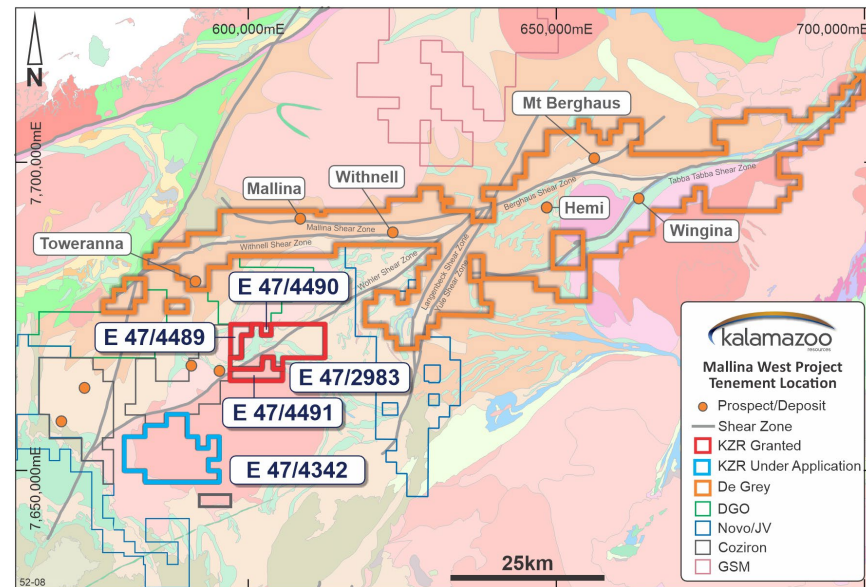 600,000mE
650,000mE
700,000mE
N
Mt Berghaus
7,700,000mE
Withnell
Mallina
Berghaus Shear Zone
Tabba Tabba Shear Zone
Hemi
Mallina Shear Zone
Wingina
Toweranna
Withnell Shear Zone
Wohler Shear Zone
Langenbeck Shear Zone
Yule Shear Zone
E 47/4490
E 47/4489
E 47/2983
E 47/4491
E 47/4342
7,650,000mE
25km
52-08
kalamazoo
resources
Mallina West Project
Tenement Location
Prospect/Deposit
Shear Zone
KZR Granted
KZR Under Application
De Grey
DGO
Novo/JV
Coziron
GSM